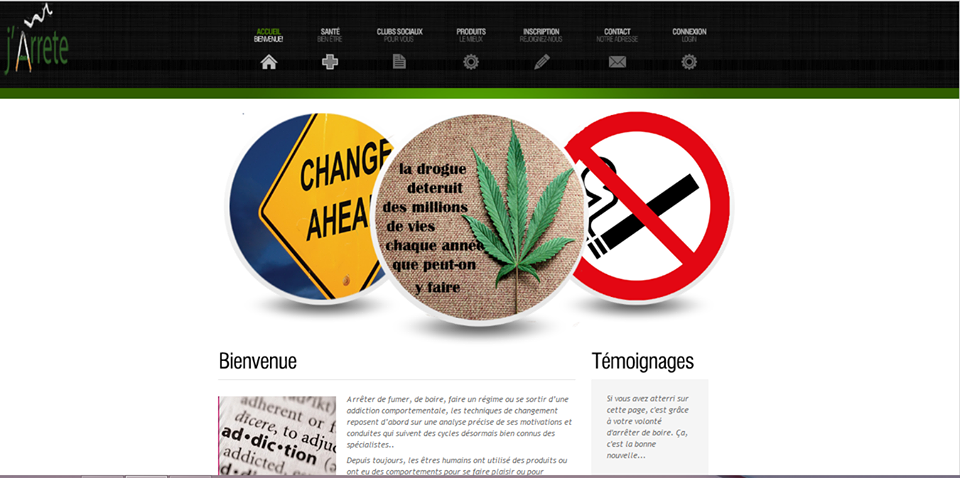 j'Arrete
ACCUEIL
BIENVENUE!
SANTÉ
BIEN ETRE
CLUBS SOCIAUX
POUR VOUS
PRODUITS
LE MIEUX
INSCRIPTION
REJOIGNEZ-NOUS
CONTACT
NOTRE ADRESSE
CONNEXION
LOGIN
CHANGE
AHEA
la drogue
deteruit
des millions
de vies
chaque année
que peut-on
y faire
Bienvenue
adherent or f
dicere, to adjud
ad•dic•tion
addicted.
Arrêter de fumer, de boire, faire un régime ou se sortir d'une
addiction comportementale, les techniques de changement
reposent d'abord sur une analyse précise de ses motivations et
conduites qui suivent des cycles désormais bien connus des
spécialistes..
Depuis toujours, les êtres humains ont utilisé des produits ou
ont eu des comportements pour se faire plaisir ou pour
Témoignages
Si vous avez atterri sur
cette page, c'est grâce
à votre volonté
d'arrêter de boire. Ça,
c'est la bonne
nouvelle...